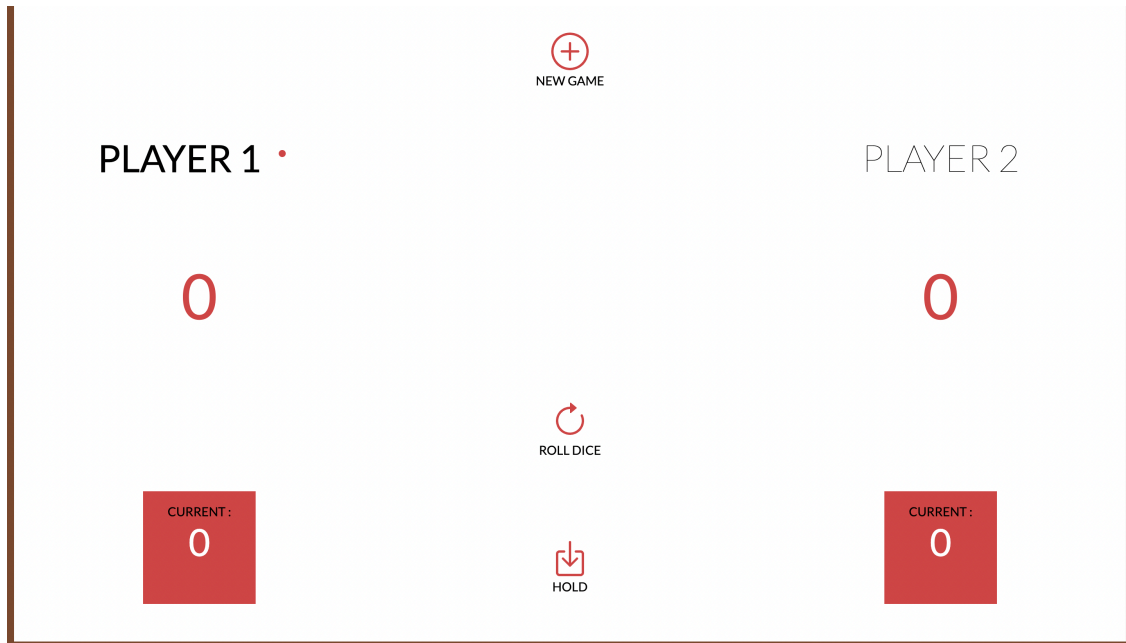 NEW GAME
PLAYER 1
PLAYER 2
0
0
ROLL DICE
CURRENT :
0
CURRENT :
0
HOLD